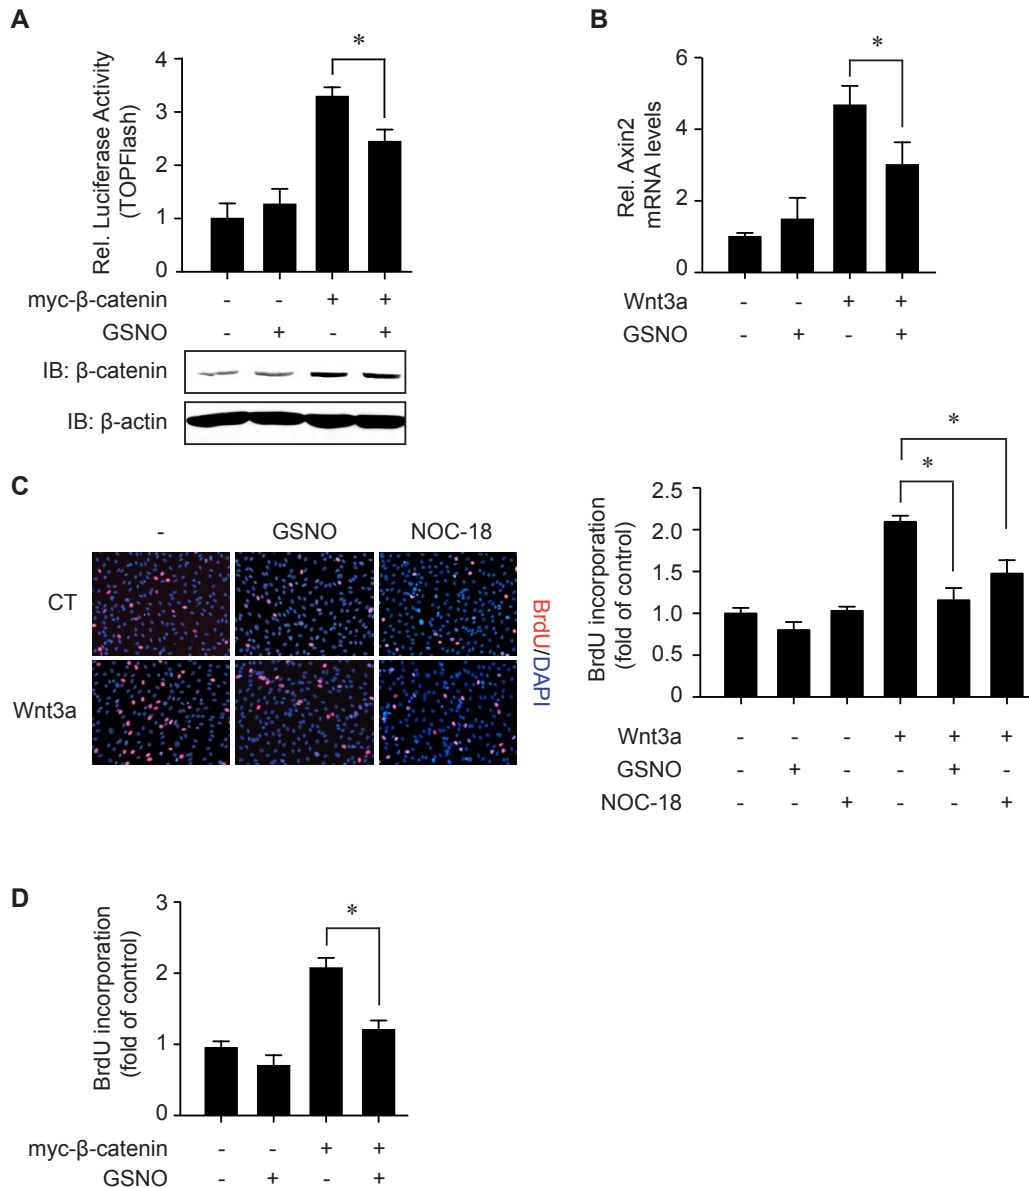 A
Rel. Luciferase Activity
(TOPFlash)
4
3
2
1
0
*
myc-β-catenin - - + +
GSNO - + - +
IB: β-catenin
IB: β-actin
B
Rel. Axin2
mRNA levels
6
4
2
0
*
Wnt3a - - + +
GSNO - + - +
C
- GSNO NOC-18
CT
Wnt3a
BrdU/DAPI
BrdU incorporation
(fold of control)
2.5
2.0
1.5
1.0
0.5
0
*
*
Wnt3a - - - + + +
GSNO - + - - + -
NOC-18 - - + - - +
D
BrdU incorporation
(fold of control)
3
2
1
0
*
myc-β-catenin - - + +
GSNO - + - +